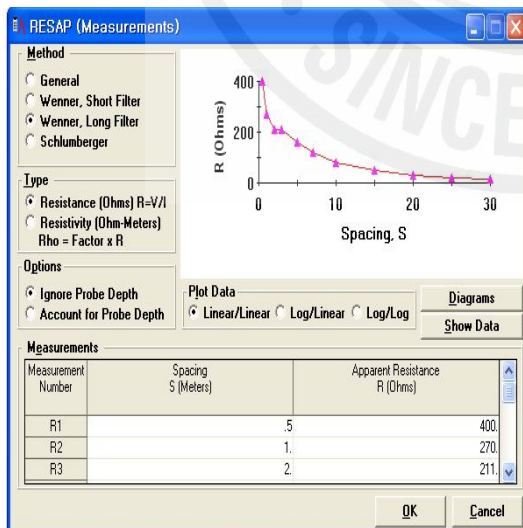 RESAP (Measurements)
Method
General
Wenner, Short Filter
Wenner, Long Filter
Schlumberger
Type
Resistance (Ohms) R=V/I
Resistivity (Ohm-Meters)
Rho = Factor x R
Options
Ignore Probe Depth
Account for Probe Depth
R (Ohms)
400
200
0
0 10 20 30
Spacing, S
Plot Data
Linear/Linear Log/Linear Log/Log
Diagrams
Show Data
Measurements
Measurement Number Spacing S (Meters) Apparent Resistance R (Ohms)
R1 .5 400.
R2 1. 270.
R3 2. 211.
OK Cancel
SINCE